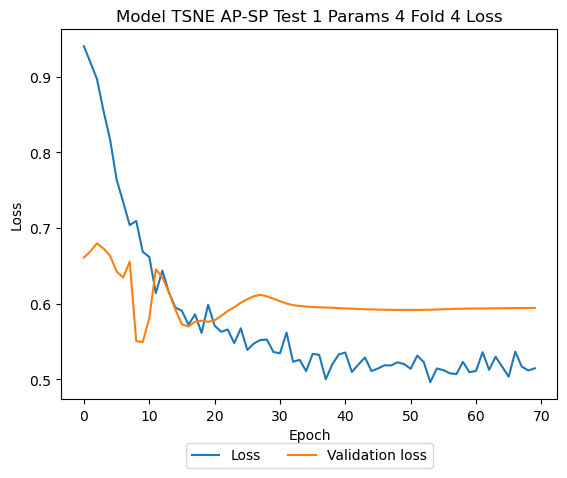 Model TSNE AP-SP Test 1 Params 4 Fold 4 Loss
0.9
0.8
0.7
0.6
0.5
Loss
0 10 20 30 40 50 60 70
Epoch
Loss Validation loss